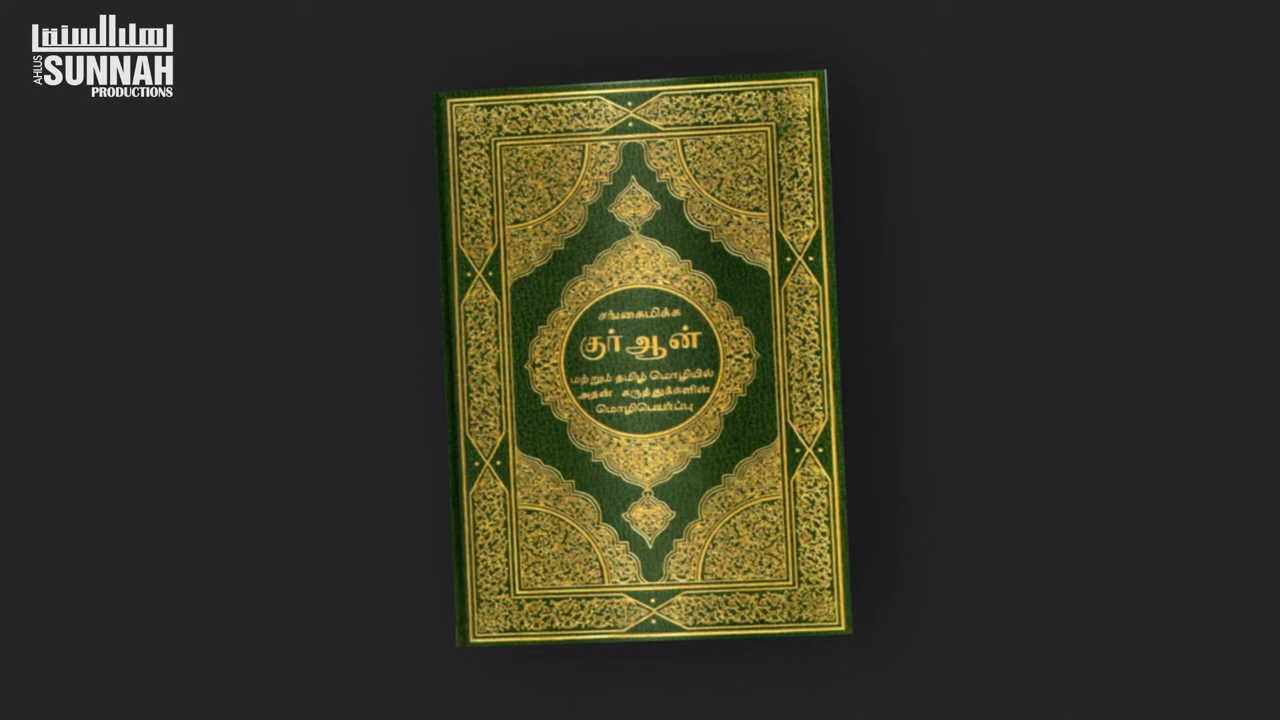 اهل السنة
AHLUS
SUNNAH
PRODUCTIONS
சங்கைமிக்க
குர்ஆன்
மற்றும் தமிழ் மொழியில்
அதன் கருத்துக்களின்
மொழிபெயர்ப்பு